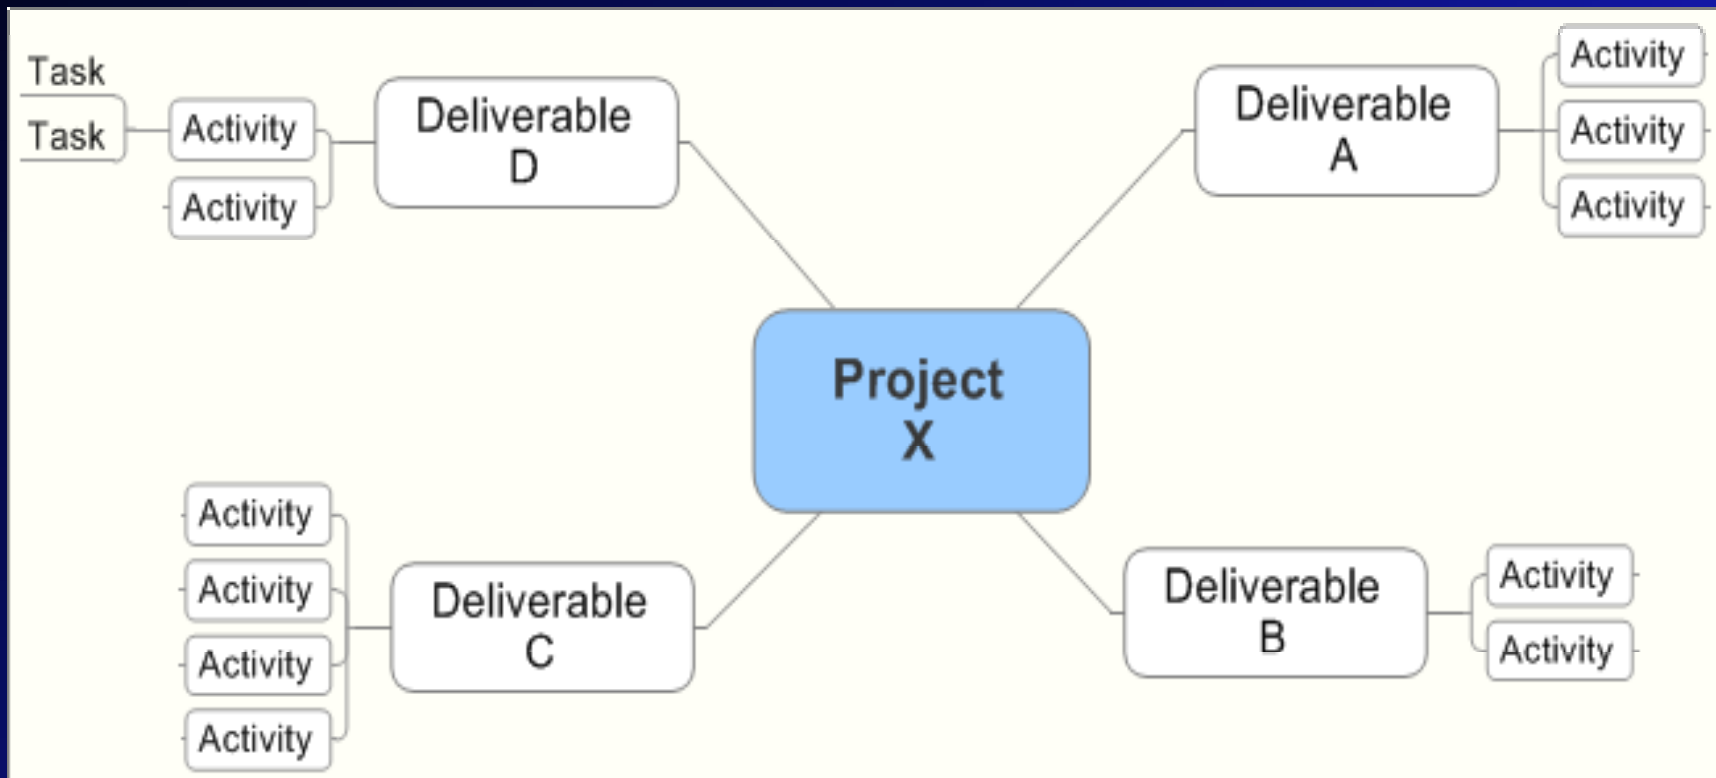 Task
Task
Activity
Activity
Deliverable
D
Deliverable
A
Activity
Activity
Activity
Project
X
Activity
Activity
Activity
Activity
Deliverable
C
Deliverable
B
Activity
Activity